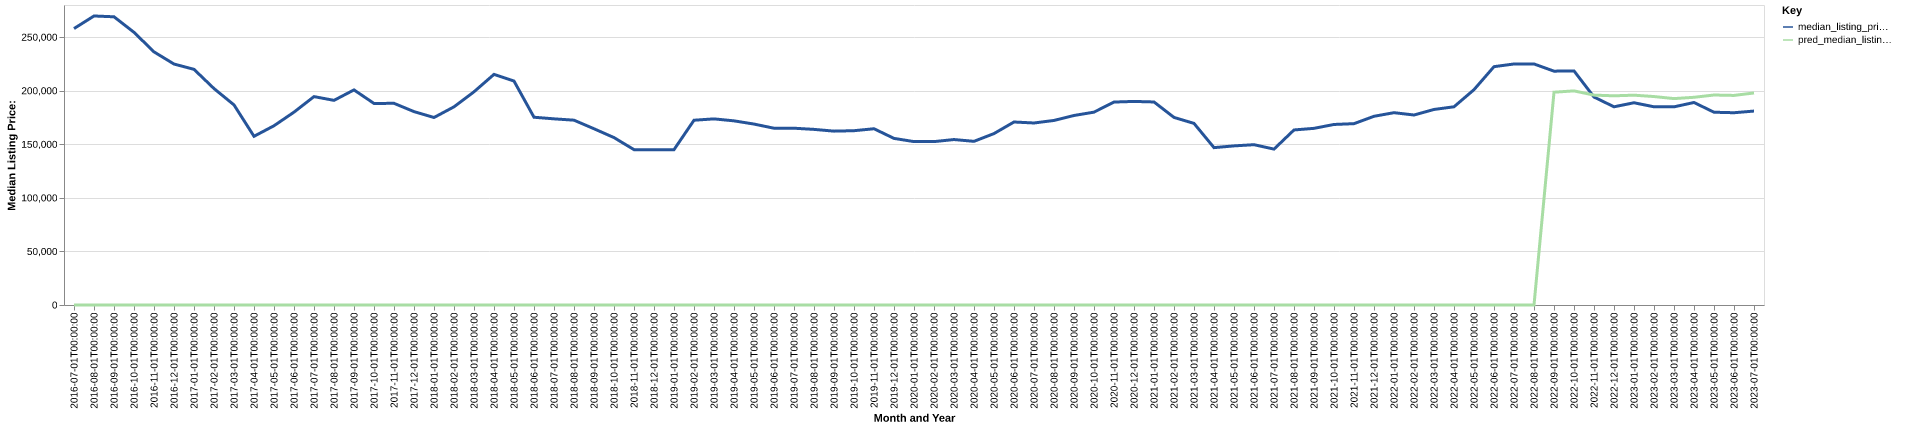 Key
median_listing_pri…
pred_median_listin…
Median Listing Price:
250,000
200,000
150,000
100,000
50,000
0
2016-07-01T00:00:00
2016-08-01T00:00:00
2016-09-01T00:00:00
2016-10-01T00:00:00
2016-11-01T00:00:00
2016-12-01T00:00:00
2017-01-01T00:00:00
2017-02-01T00:00:00
2017-03-01T00:00:00
2017-04-01T00:00:00
2017-05-01T00:00:00
2017-06-01T00:00:00
2017-07-01T00:00:00
2017-08-01T00:00:00
2017-09-01T00:00:00
2017-10-01T00:00:00
2017-11-01T00:00:00
2017-12-01T00:00:00
2018-01-01T00:00:00
2018-02-01T00:00:00
2018-03-01T00:00:00
2018-04-01T00:00:00
2018-05-01T00:00:00
2018-06-01T00:00:00
2018-07-01T00:00:00
2018-08-01T00:00:00
2018-09-01T00:00:00
2018-10-01T00:00:00
2018-11-01T00:00:00
2018-12-01T00:00:00
2019-01-01T00:00:00
2019-02-01T00:00:00
2019-03-01T00:00:00
2019-04-01T00:00:00
2019-05-01T00:00:00
2019-06-01T00:00:00
2019-07-01T00:00:00
2019-08-01T00:00:00
2019-09-01T00:00:00
2019-10-01T00:00:00
2019-11-01T00:00:00
2019-12-01T00:00:00
2020-01-01T00:00:00
2020-02-01T00:00:00
2020-03-01T00:00:00
2020-04-01T00:00:00
2020-05-01T00:00:00
2020-06-01T00:00:00
2020-07-01T00:00:00
2020-08-01T00:00:00
2020-09-01T00:00:00
2020-10-01T00:00:00
2020-11-01T00:00:00
2020-12-01T00:00:00
2021-01-01T00:00:00
2021-02-01T00:00:00
2021-03-01T00:00:00
2021-04-01T00:00:00
2021-05-01T00:00:00
2021-06-01T00:00:00
2021-07-01T00:00:00
2021-08-01T00:00:00
2021-09-01T00:00:00
2021-10-01T00:00:00
2021-11-01T00:00:00
2021-12-01T00:00:00
2022-01-01T00:00:00
2022-02-01T00:00:00
2022-03-01T00:00:00
2022-04-01T00:00:00
2022-05-01T00:00:00
2022-06-01T00:00:00
2022-07-01T00:00:00
2022-08-01T00:00:00
2022-09-01T00:00:00
2022-10-01T00:00:00
2022-11-01T00:00:00
2022-12-01T00:00:00
2023-01-01T00:00:00
2023-02-01T00:00:00
2023-03-01T00:00:00
2023-04-01T00:00:00
2023-05-01T00:00:00
2023-06-01T00:00:00
2023-07-01T00:00:00
Month and Year